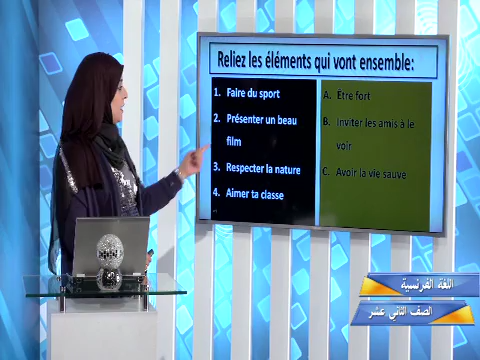 Reliez les éléments qui vont ensemble:
1. Faire du sport
2. Présenter un beau
film
3. Respecter la nature
4. Aimer ta classe
A. Être fort
B. Inviter les amis à le
voir
C. Avoir la vie sauve
اللغة الفرنسية
الصف الثاني عشر